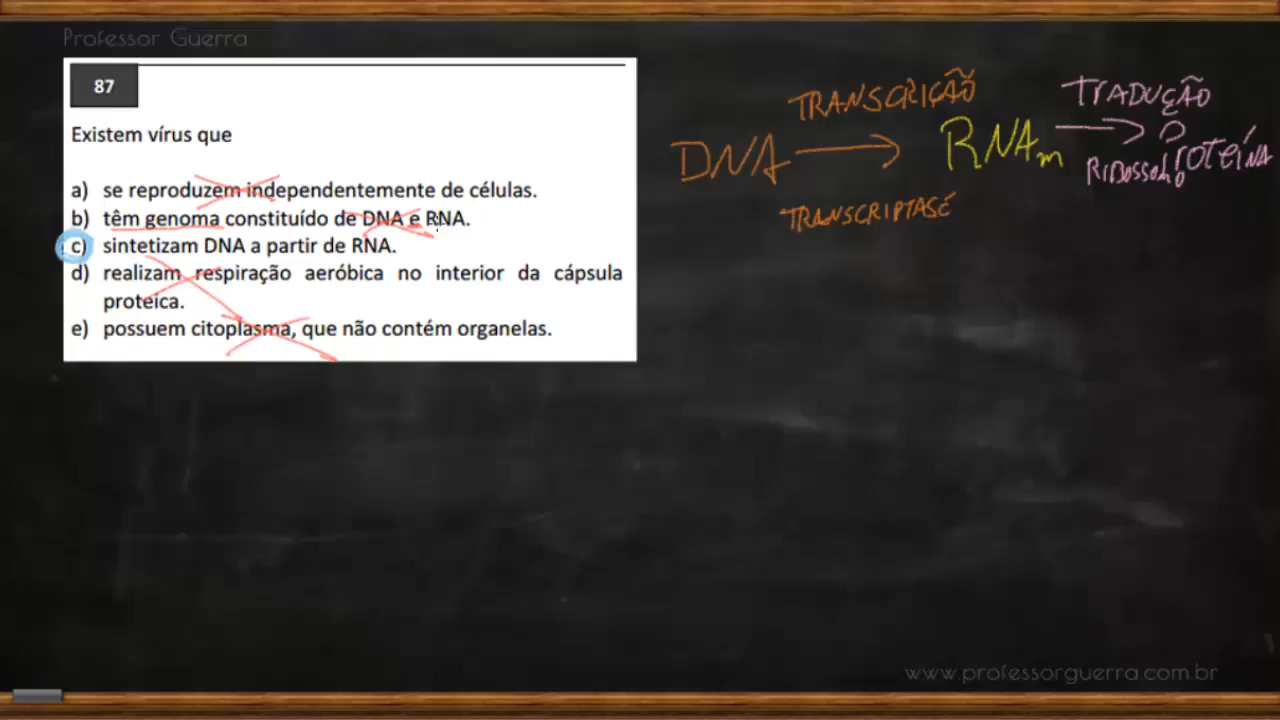 Professor Guerra
87
Existem vírus que
a) se reproduzem independentemente de células.
b) têm genoma constituído de DNA e RNA.
c) sintetizam DNA a partir de RNA.
d) realizam respiração aeróbica no interior da cápsula
proteica.
e) possuem citoplasma, que não contém organelas.
TRANSCRIÇÃO
DNA → RNAm
TRANSCRIPTASE
TRADUÇÃO
→ PROTEÍNA
www.professorguerra.com.br